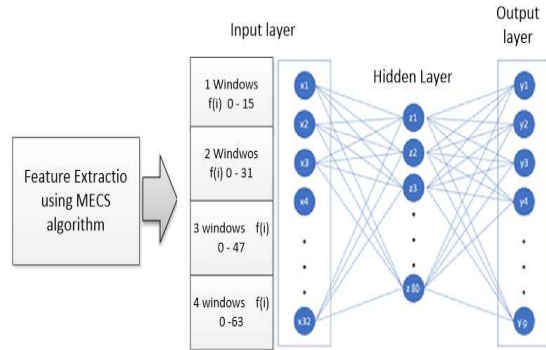 Feature Extractio
using MECS
algorithm
1 Windows
f(i) 0 - 15
2 Windwos
f(i) 0 - 31
3 windows f(i)
0 - 47
4 windows f(i)
0 -63
Input layer
x1
x2
x3
x4
x32
Hidden Layer
z1
z2
z3
z80
Output
layer
y1
y2
y3
y4
y9